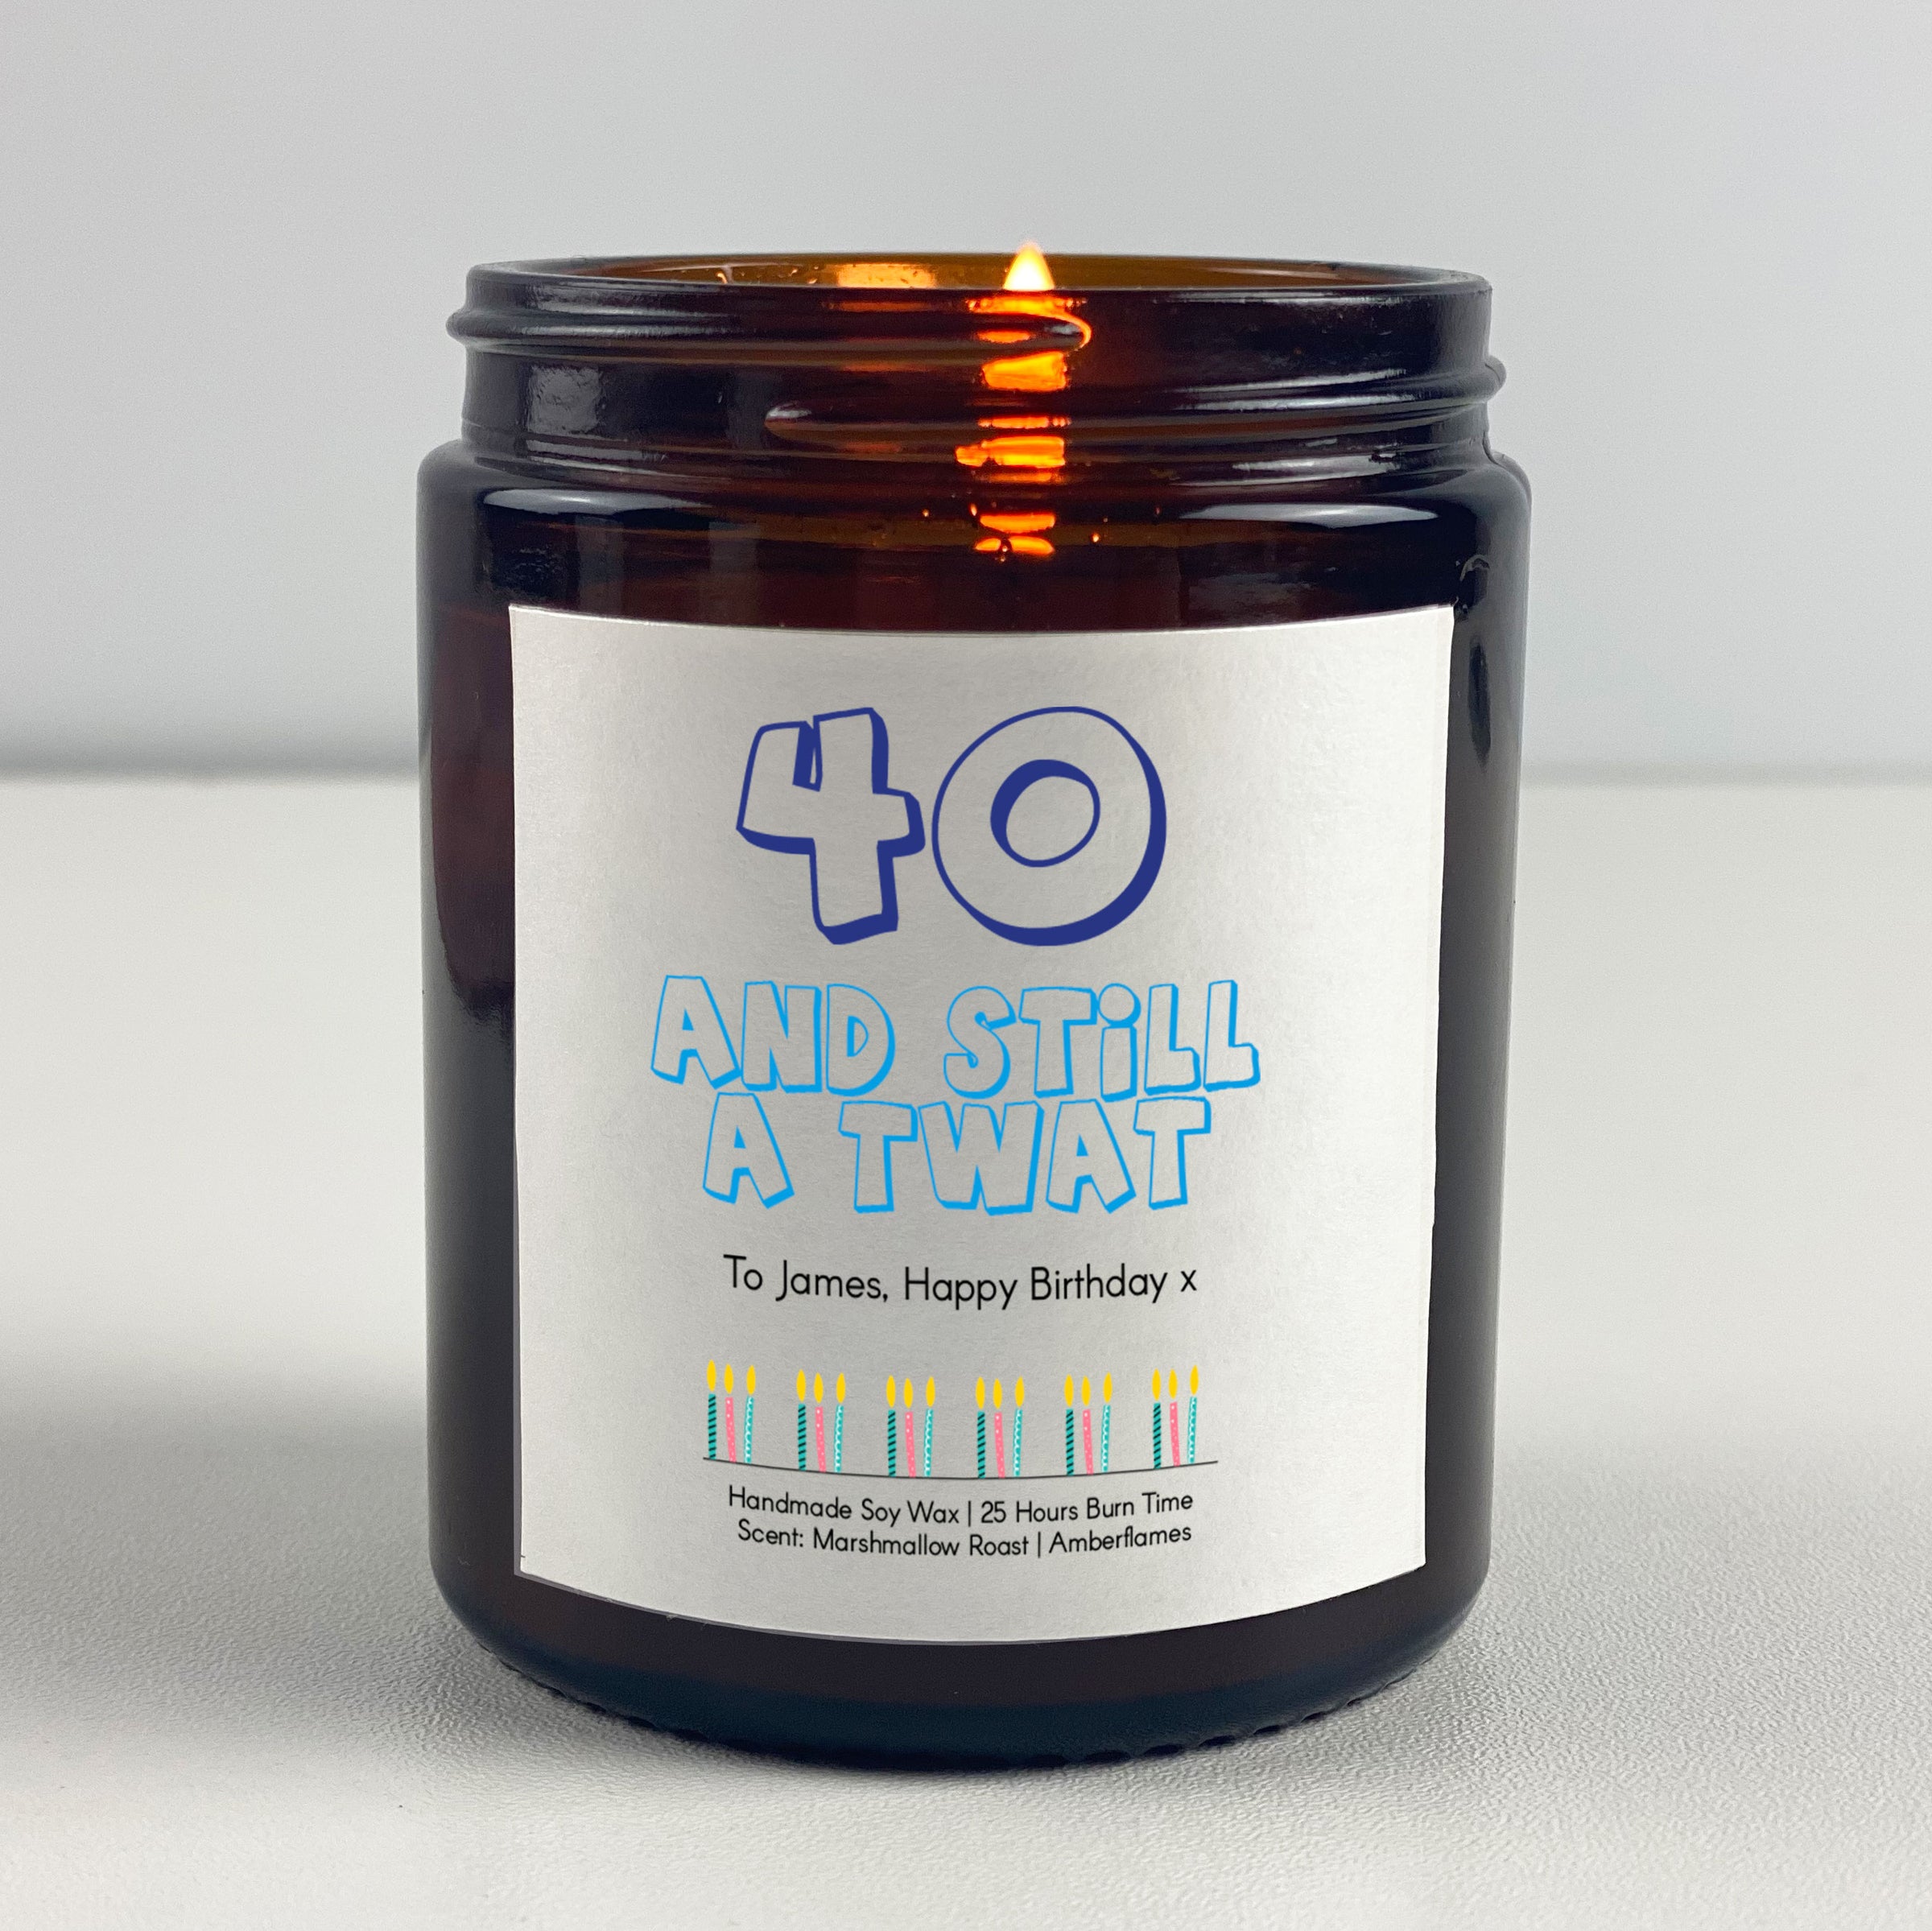 40
AND STiLL
A TWAT
To James, Happy Birthday x
Handmade Soy Wax | 25 Hours Burn Time
Scent: Marshmallow Roast | Amberflames